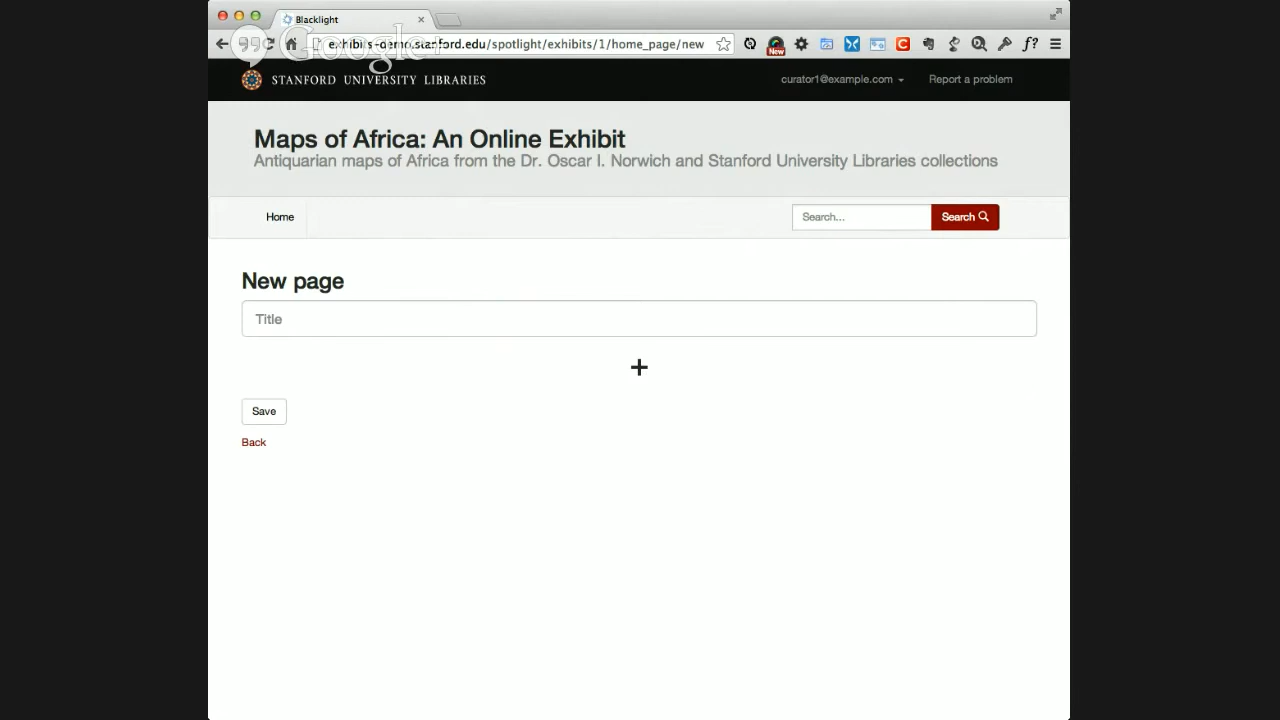 Blacklight
Google
exhibits-demo.stanford.edu/spotlight/exhibits/1/home_page/new
New
f?
STANFORD UNIVERSITY LIBRARIES
curator1@example.com
Report a problem
Maps of Africa: An Online Exhibit
Antiquarian maps of Africa from the Dr. Oscar I. Norwich and Stanford University Libraries collections
Home
Search...
Search
New page
Title
+
Save
Back